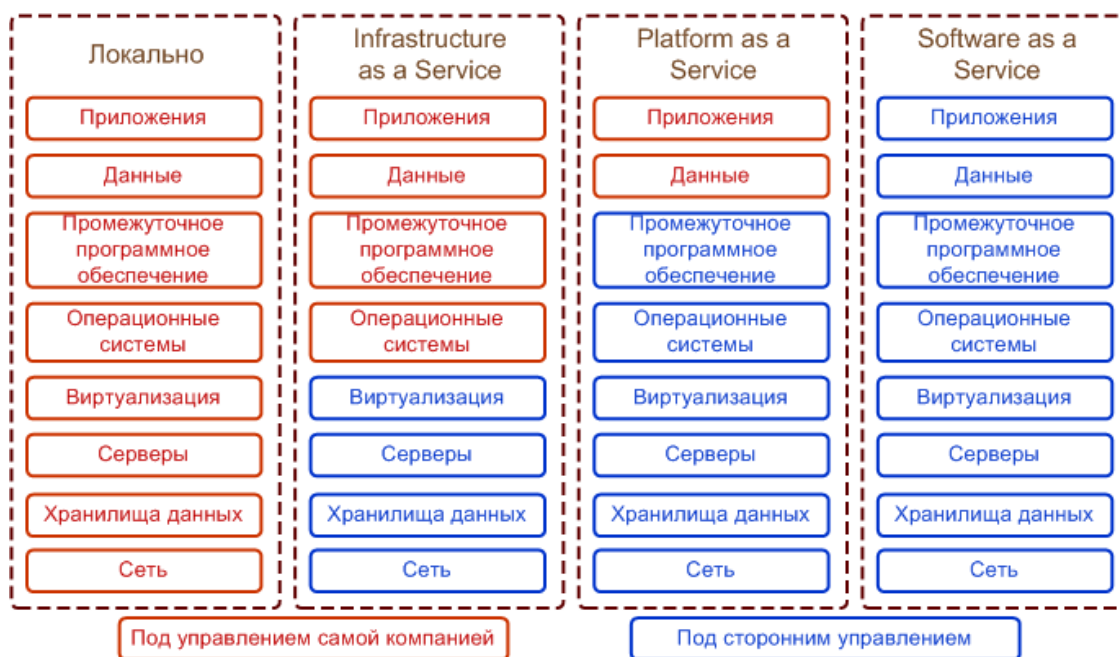 Локально
Приложения
Данные
Промежуточное
программное
обеспечение
Операционные
системы
Виртуализация
Серверы
Хранилища данных
Сеть
Infrastructure
as a Service
Приложения
Данные
Промежуточное
программное
обеспечение
Операционные
системы
Виртуализация
Серверы
Хранилища данных
Сеть
Platform as a
Service
Приложения
Данные
Промежуточное
программное
обеспечение
Операционные
системы
Виртуализация
Серверы
Хранилища данных
Сеть
Software as a
Service
Приложения
Данные
Промежуточное
программное
обеспечение
Операционные
системы
Виртуализация
Серверы
Хранилища данных
Сеть
Под управлением самой компанией
Под сторонним управлением